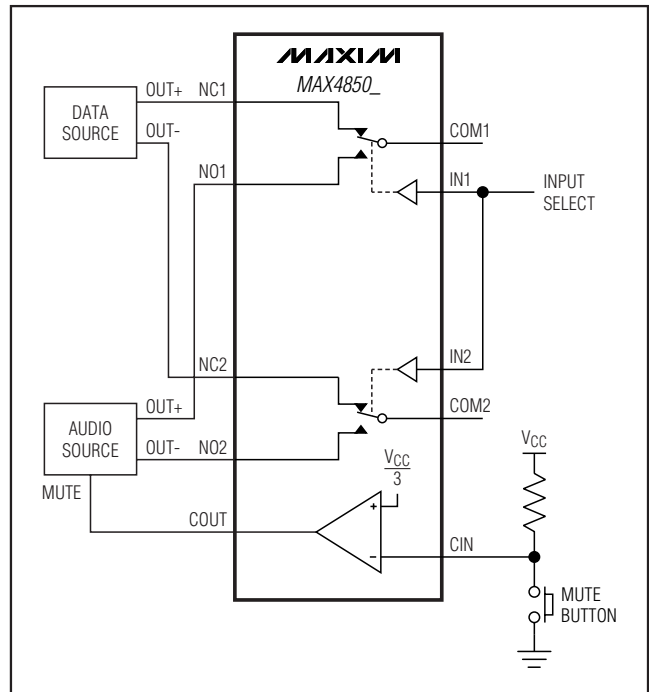 MAXIM
MAX4850_
OUT+ NC1
DATA
SOURCE
OUT-
COM1
NO1
IN1
INPUT
SELECT
NC2
IN2
OUT+
COM2
AUDIO
SOURCE
OUT- NO2
MUTE
VCC
3
VCC
COUT
+
-
CIN
MUTE
BUTTON